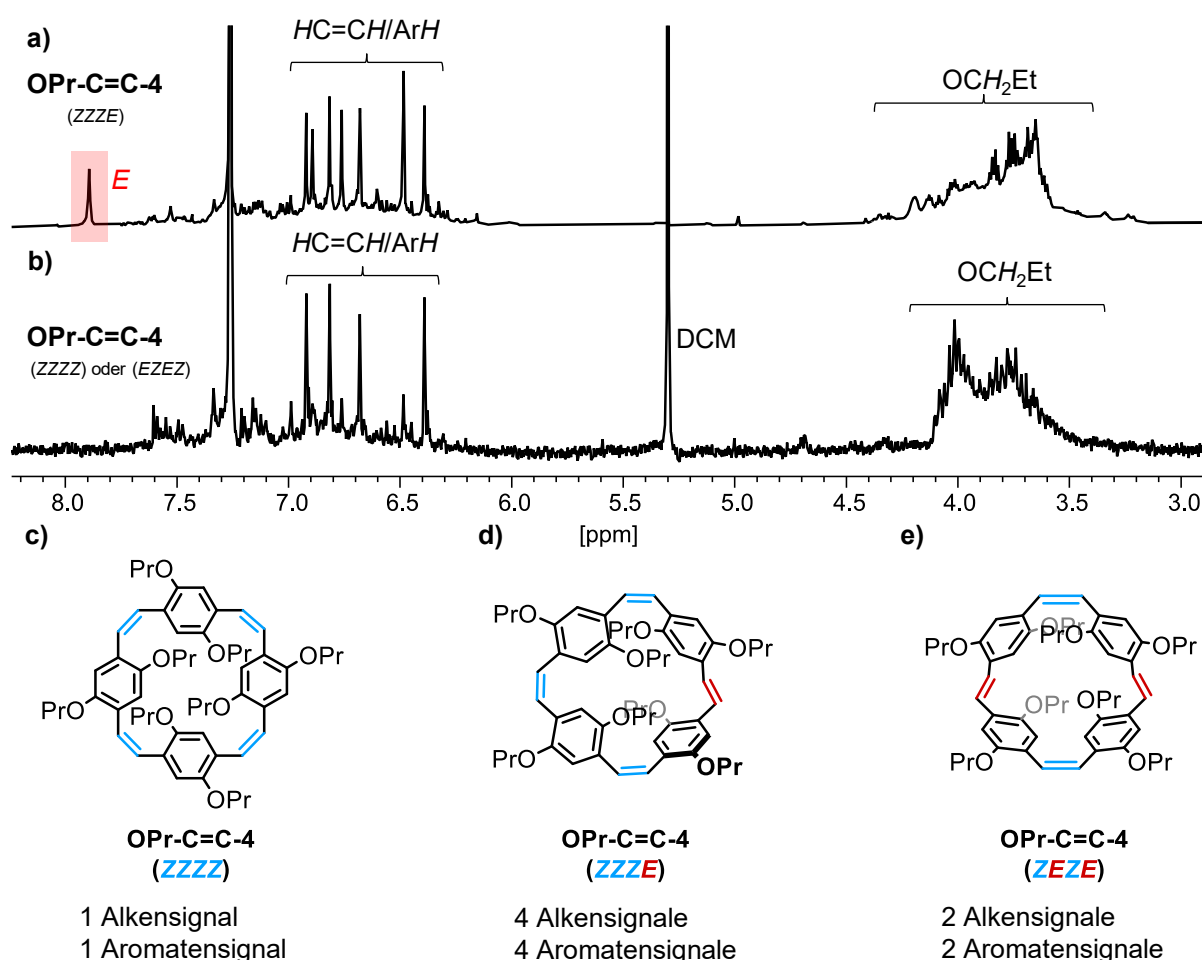 a)
HC=CH/ArH
OPr-C=C-4
(ZZZE)
E
OCH2Et
b)
HC=CH/ArH
OPr-C=C-4
(ZZZZ) oder (EZEZ)
DCM
OCH2Et
8.0 7.5 7.0 6.5 6.0 5.5 5.0 4.5 4.0 3.5 3.0
[ppm]
c)
PrO
PrO
OPr
OPr
OPr
PrO
PrO
OPr
OPr-C=C-4
(ZZZZ)
1 Alkensignal
1 Aromatensignal
d)
PrO
PrO
OPr
OPr
PrO
OPr
PrO
OPr
OPr-C=C-4
(ZZZE)
4 Alkensignale
4 Aromatensignale
e)
OPr
PrO
PrO
OPr
OPr
OPr
PrO
OPr
OPr-C=C-4
(ZEZE)
2 Alkensignale
2 Aromatensignale